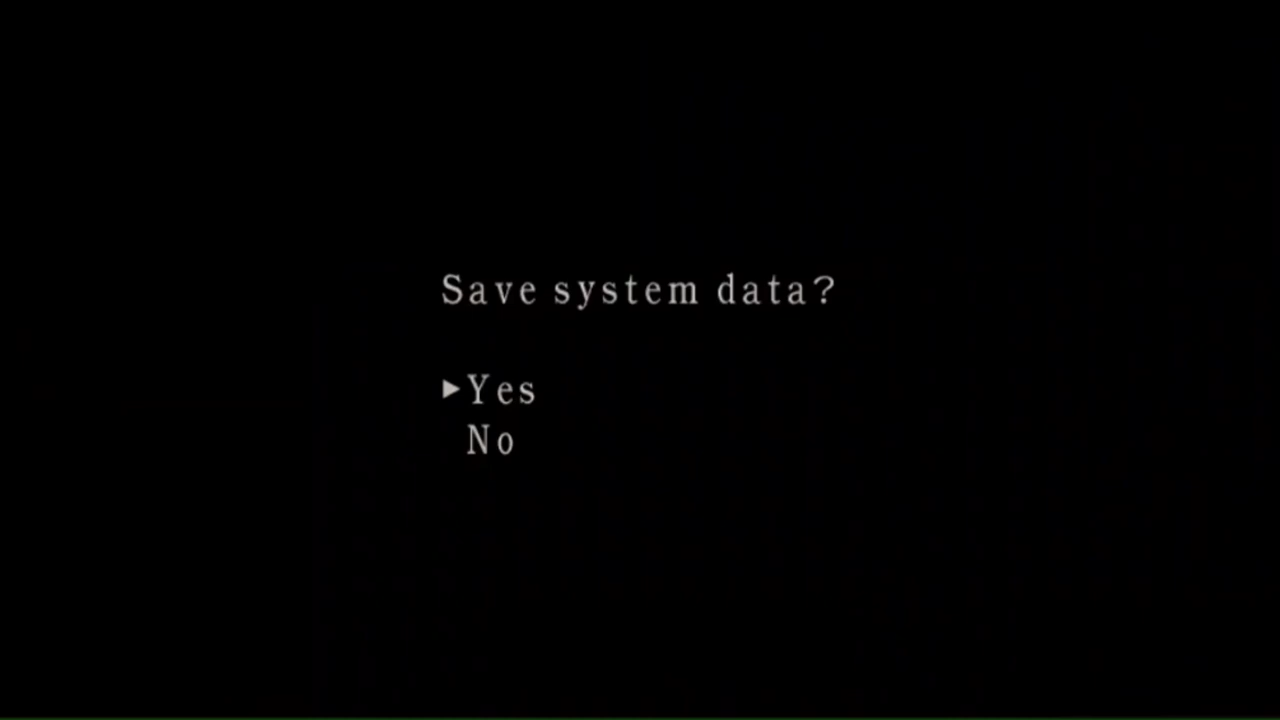 Save system data?
▶Yes
No